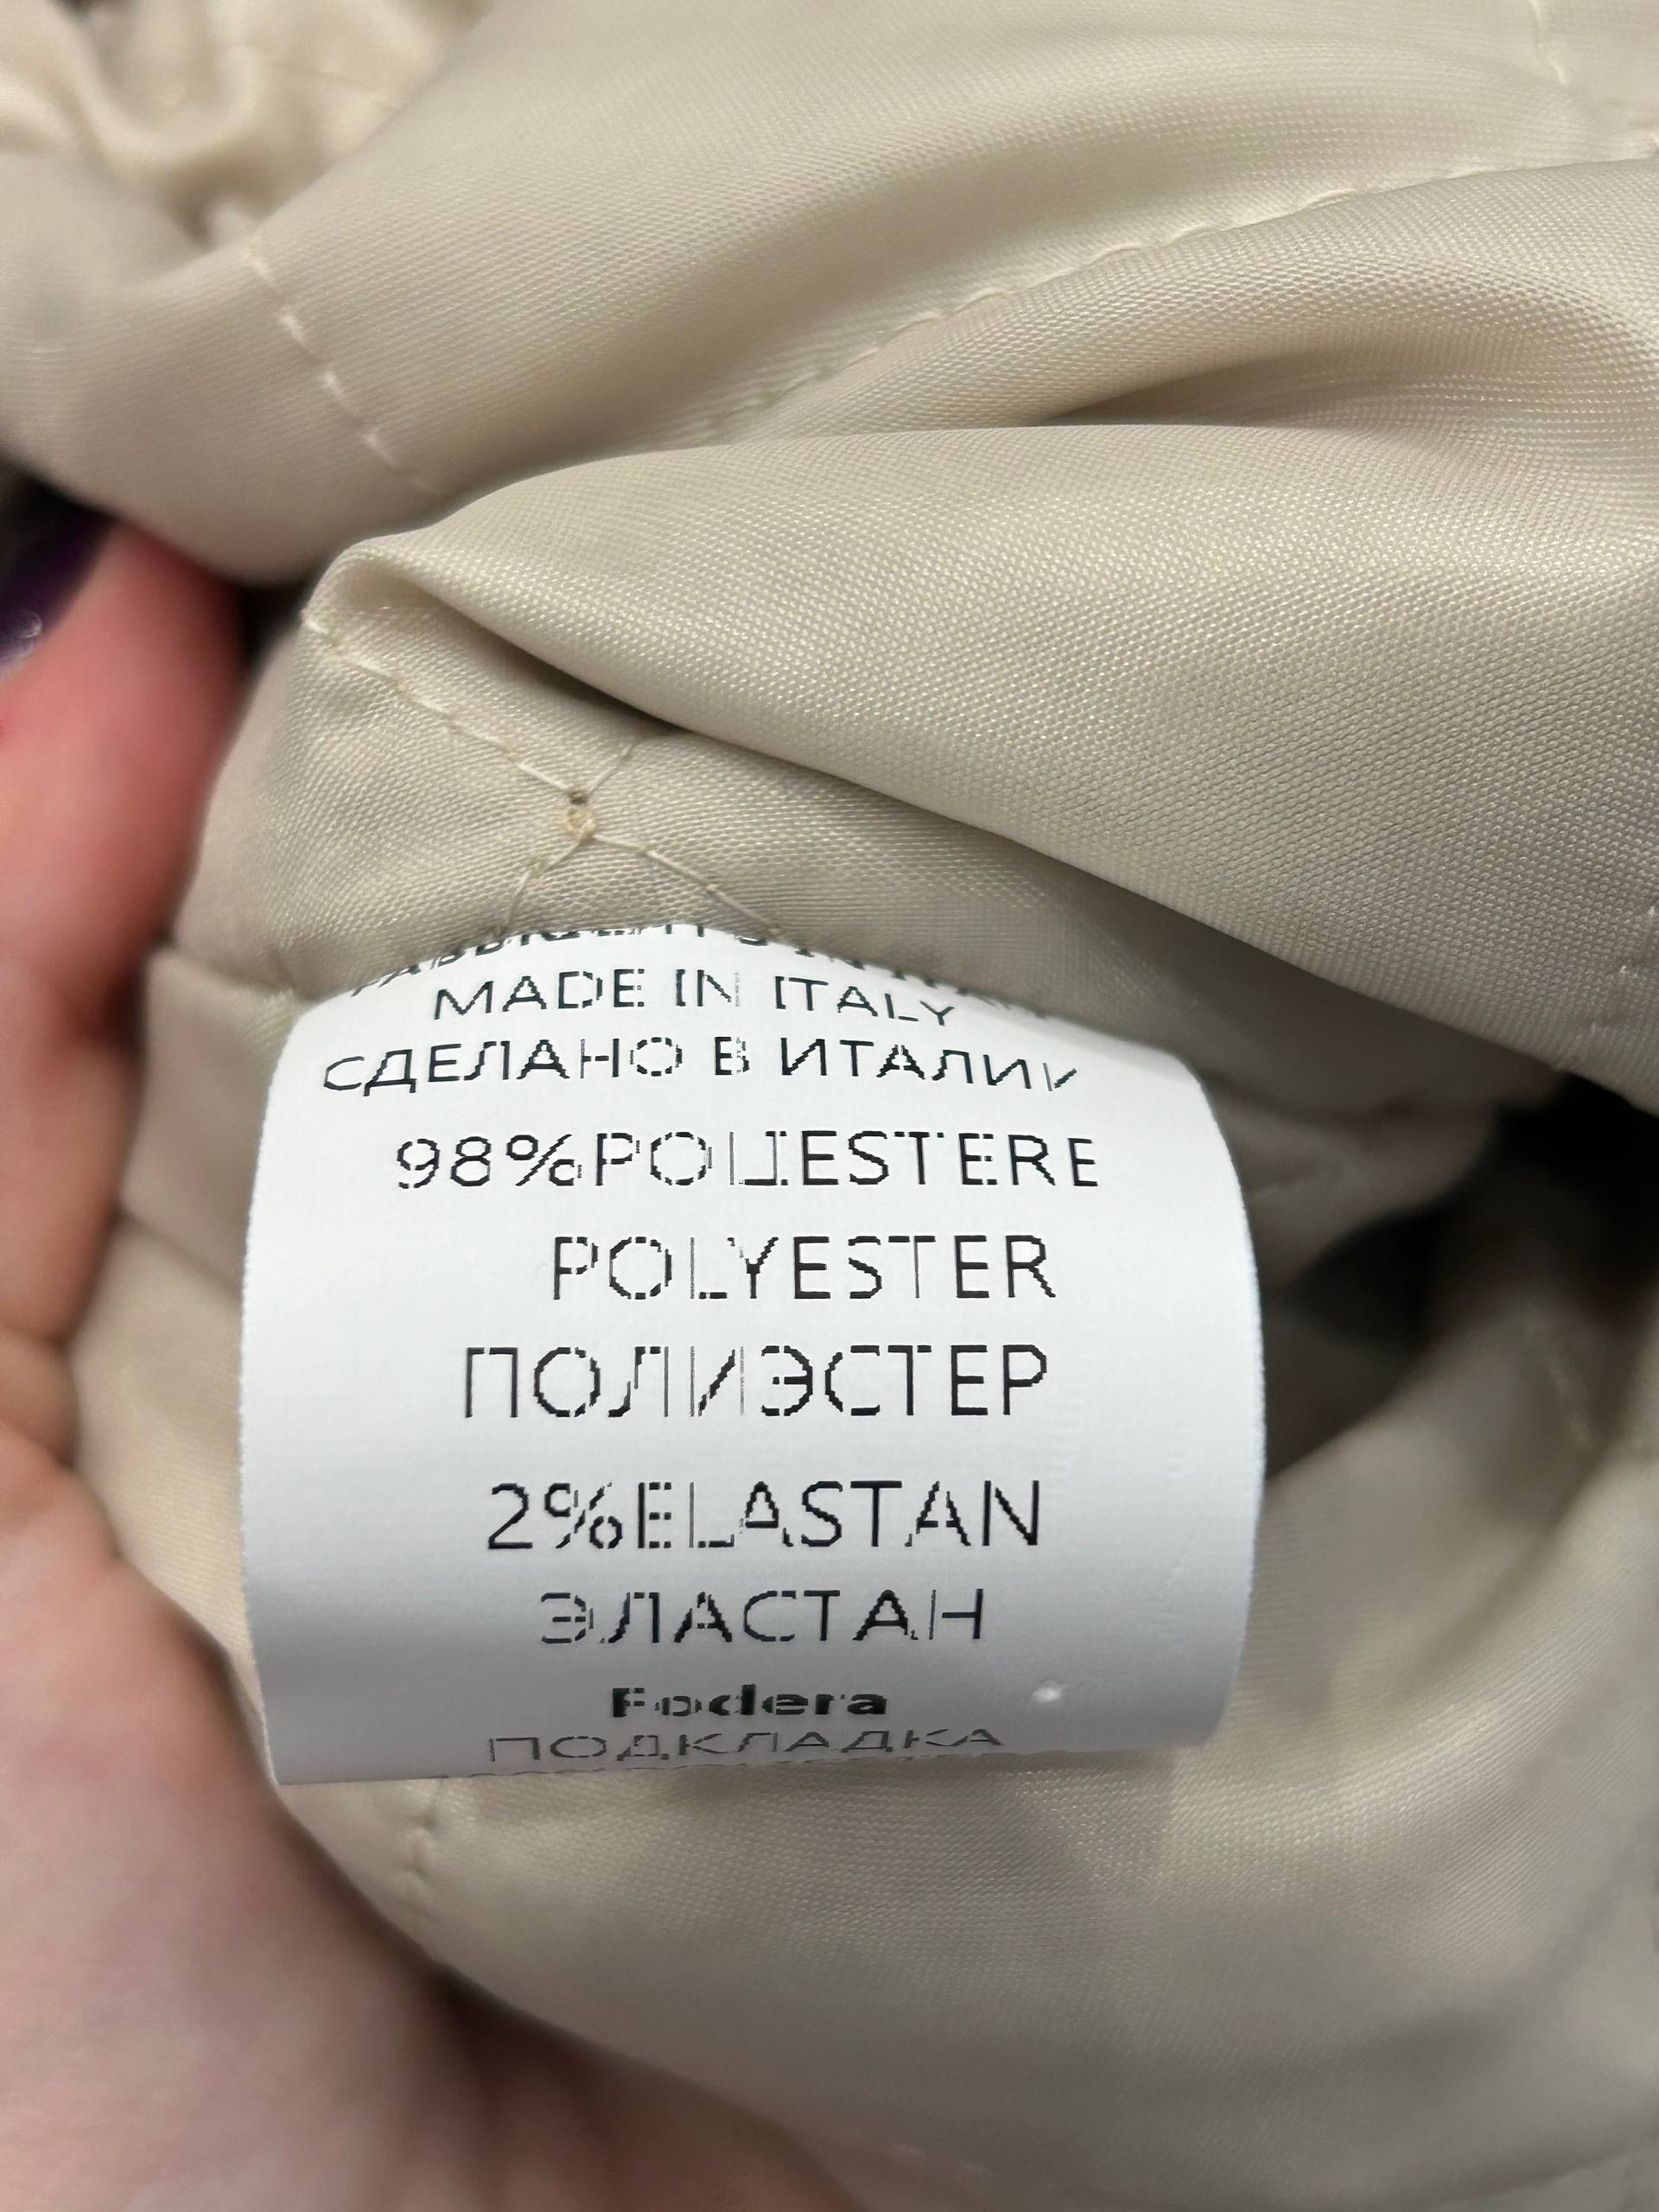 MADE IN ITALY
СДЕЛАНО В ИТАЛИИ
98%POLIESTERE
POLYESTER
ПОЛИЭСТЕР
2%ELASTAN
ЭЛАСТАН
Fodera
ПОДКЛАДКА